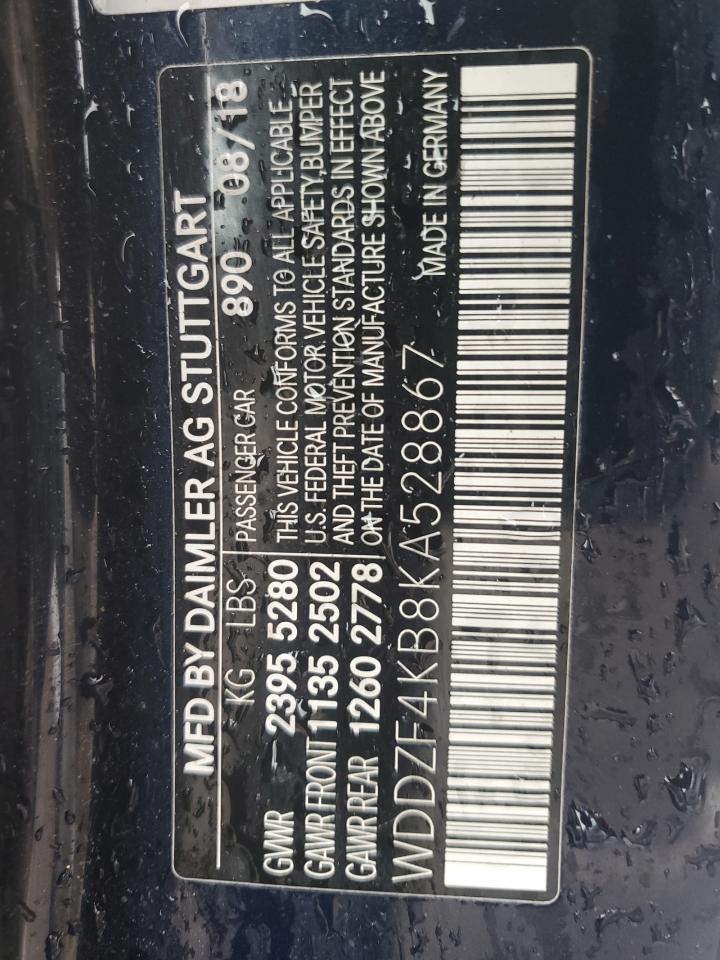 MFD BY DAIMLER AG STUTTGART
KG LBS PASSENGER CAR 890 08/18
GVWR 2395 5280 THIS VEHICLE CONFORMS TO ALL APPLICABLE
GAWR FRONT 1135 2502 U.S. FEDERAL MOTOR VEHICLE SAFETY, BUMPER
GAWR REAR 1260 2778 AND THEFT PREVENTION STANDARDS IN EFFECT
ON THE DATE OF MANUFACTURE SHOWN ABOVE
WDDZF4KB8KA528867 MADE IN GERMANY